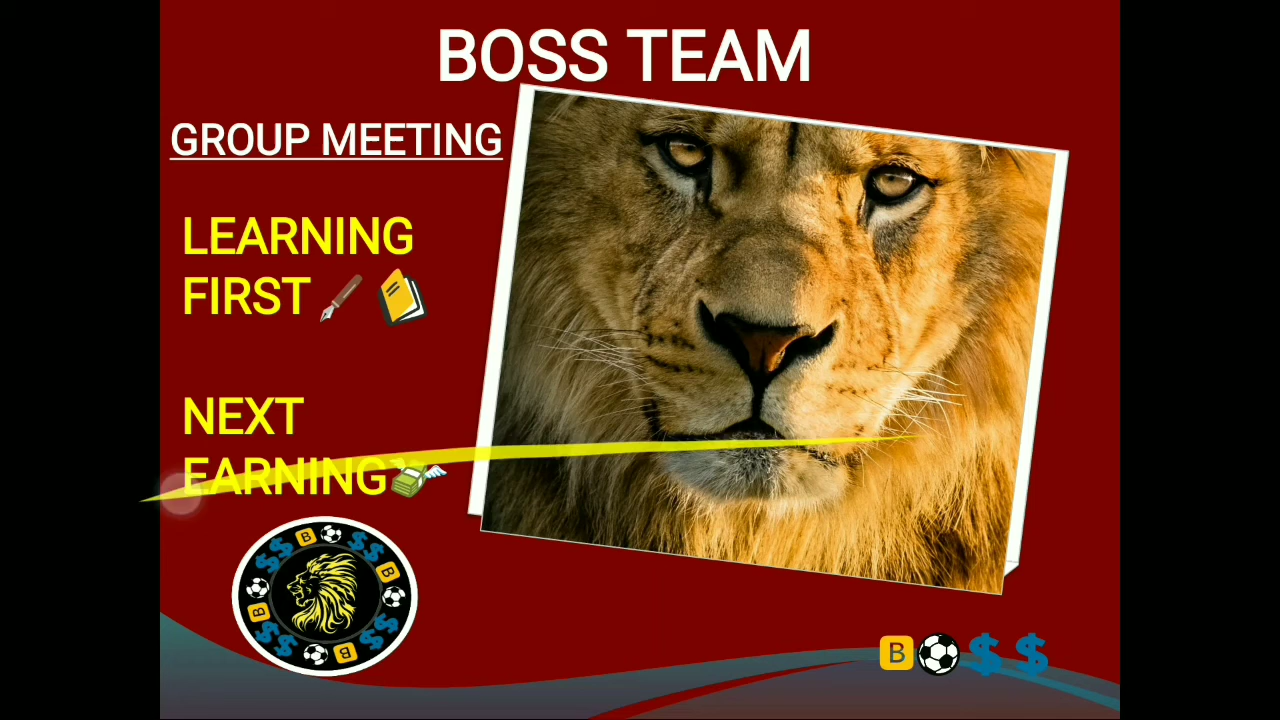 BOSS TEAM
GROUP MEETING
LEARNING
FIRST
NEXT
EARNING
B⚽$$